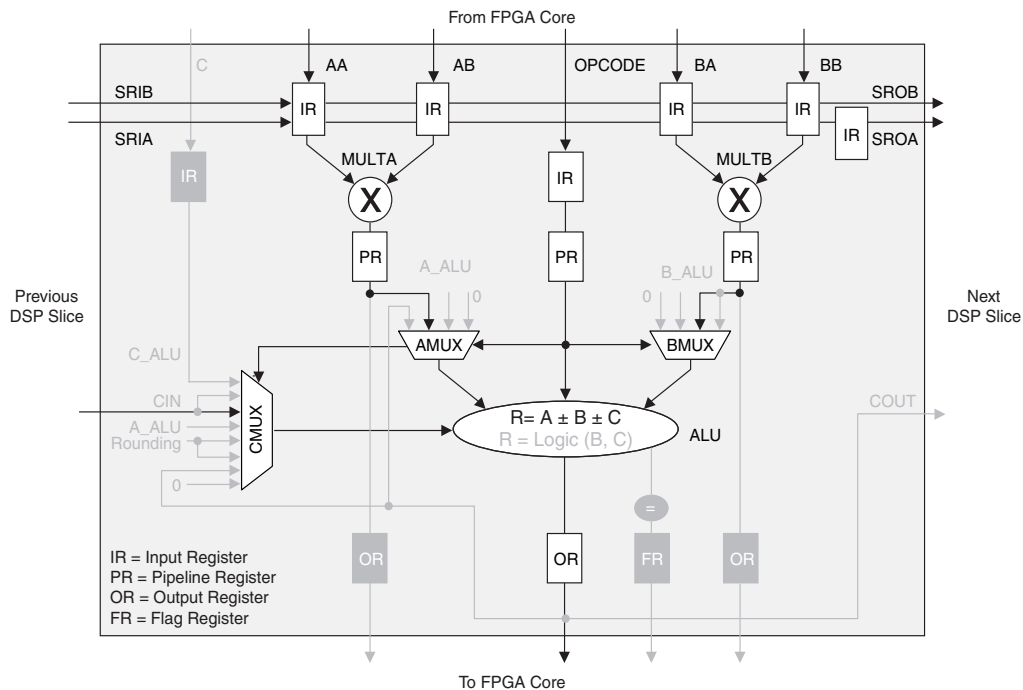 From FPGA Core
C
AA
AB
OPCODE
BA
BB
SRIB
IR
IR
IR
IR
SROB
SRIA
IR
SROA
MULTA
MULTB
IR
IR
X
X
PR
PR
PR
A_ALU
B_ALU
0
0
Previous
DSP Slice
Next
DSP Slice
AMUX
BMUX
C_ALU
CIN
COUT
R= A ± B ± C
A_ALU
CMUX
ALU
Rounding
R = Logic (B, C)
0
=
IR = Input Register
OR
OR
FR
OR
PR = Pipeline Register
OR = Output Register
FR = Flag Register
To FPGA Core